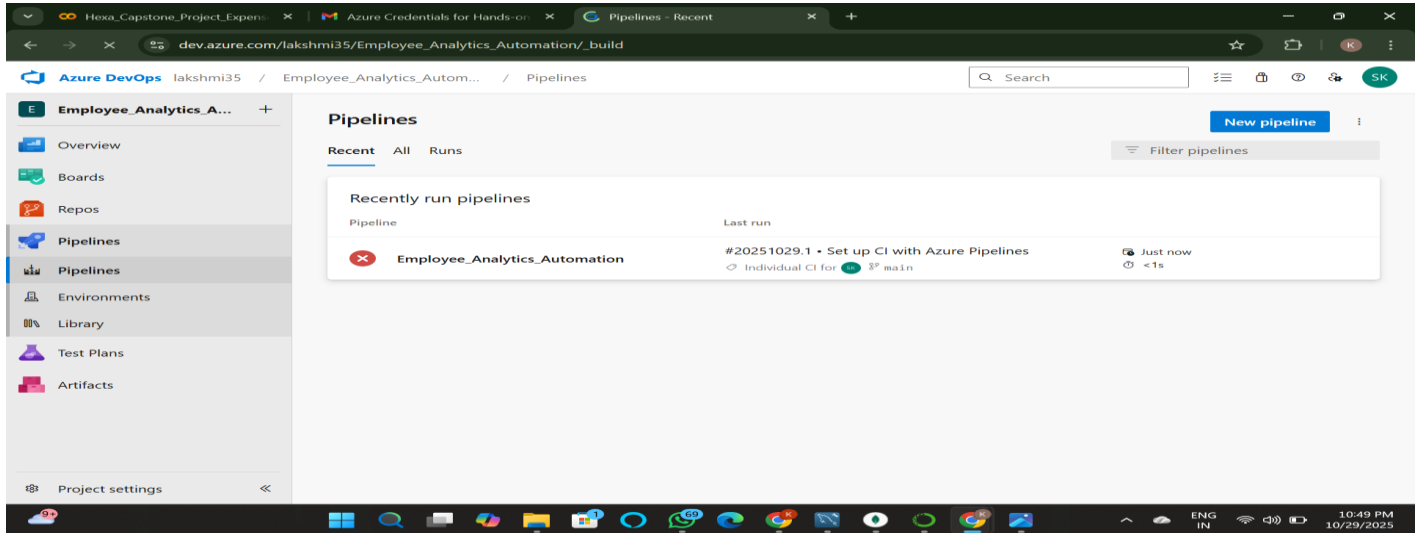 Hexa_Capstone_Project_Expens
Azure Credentials for Hands-on
Pipelines - Recent
dev.azure.com/lakshmi35/Employee_Analytics_Automation/_build
K
Azure DevOps lakshmi35 / Employee_Analytics_Autom... / Pipelines
Search
SK
E Employee_Analytics_A...
Overview
Boards
Repos
Pipelines
Pipelines
Environments
Library
Test Plans
Artifacts
Project settings
Pipelines
New pipeline
Recent All Runs
Filter pipelines
Recently run pipelines
Pipeline Last run
Employee_Analytics_Automation
#20251029.1 • Set up CI with Azure Pipelines
Individual CI for SK main
Just now
<1s
9+
1
69
K
K
ENG
IN
10:49 PM
10/29/2025